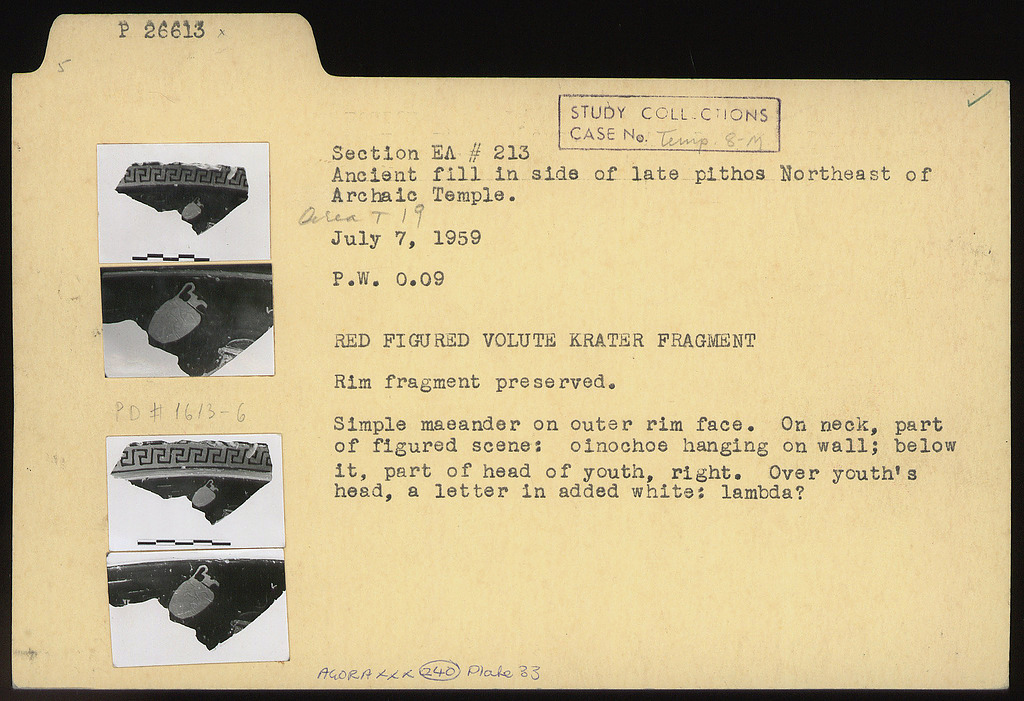 P 26613 x
5
STUDY COLLECTIONS
CASE No. Temp. 8-M
Section EA # 213
Ancient fill in side of late pithos Northeast of
Archaic Temple.
Area T 19
July 7, 1959
P.W. 0.09
RED FIGURED VOLUTE KRATER FRAGMENT
Rim fragment preserved.
PD # 1613-6
Simple maeander on outer rim face. On neck, part
of figured scene: oinochoe hanging on wall; below
it, part of head of youth, right. Over youth's
head, a letter in added white: lambda?
AGORA XXX 240 Plate 33